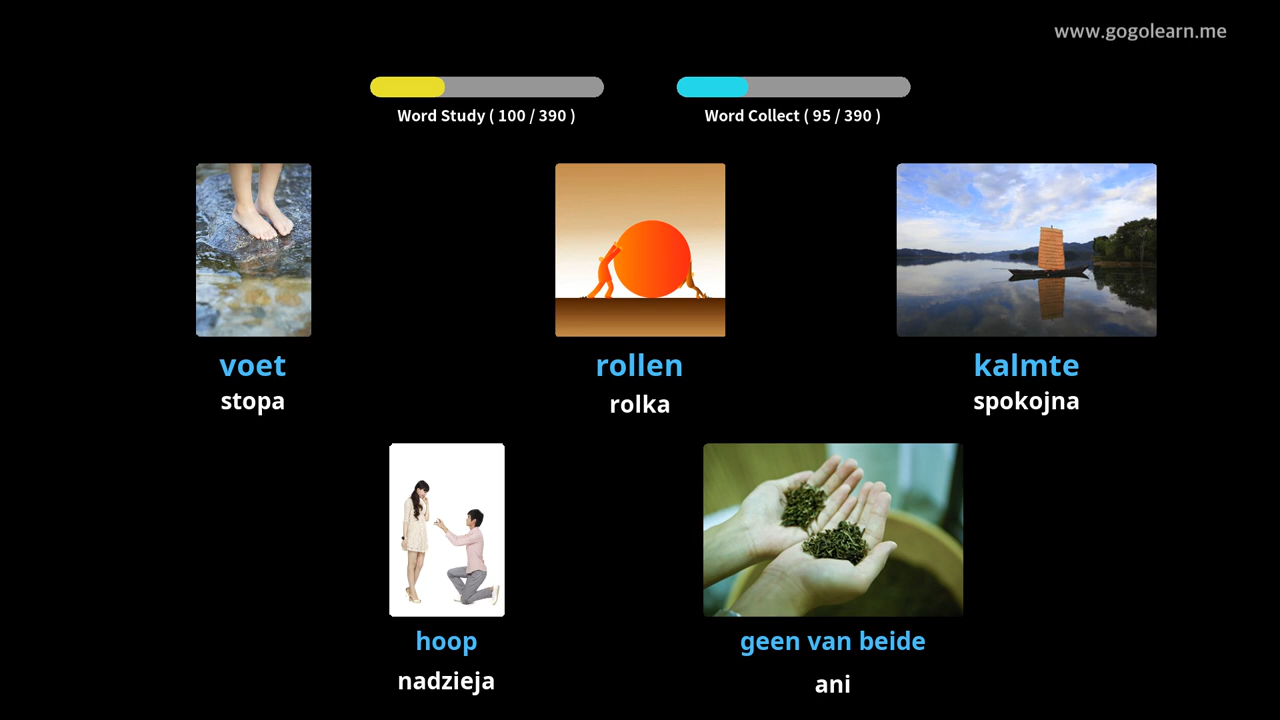 www.gogolearn.me
Word Study ( 100 / 390 )
Word Collect ( 95 / 390 )
voet
stopa
rollen
rolka
kalmte
spokojna
hoop
nadzieja
geen van beide
ani